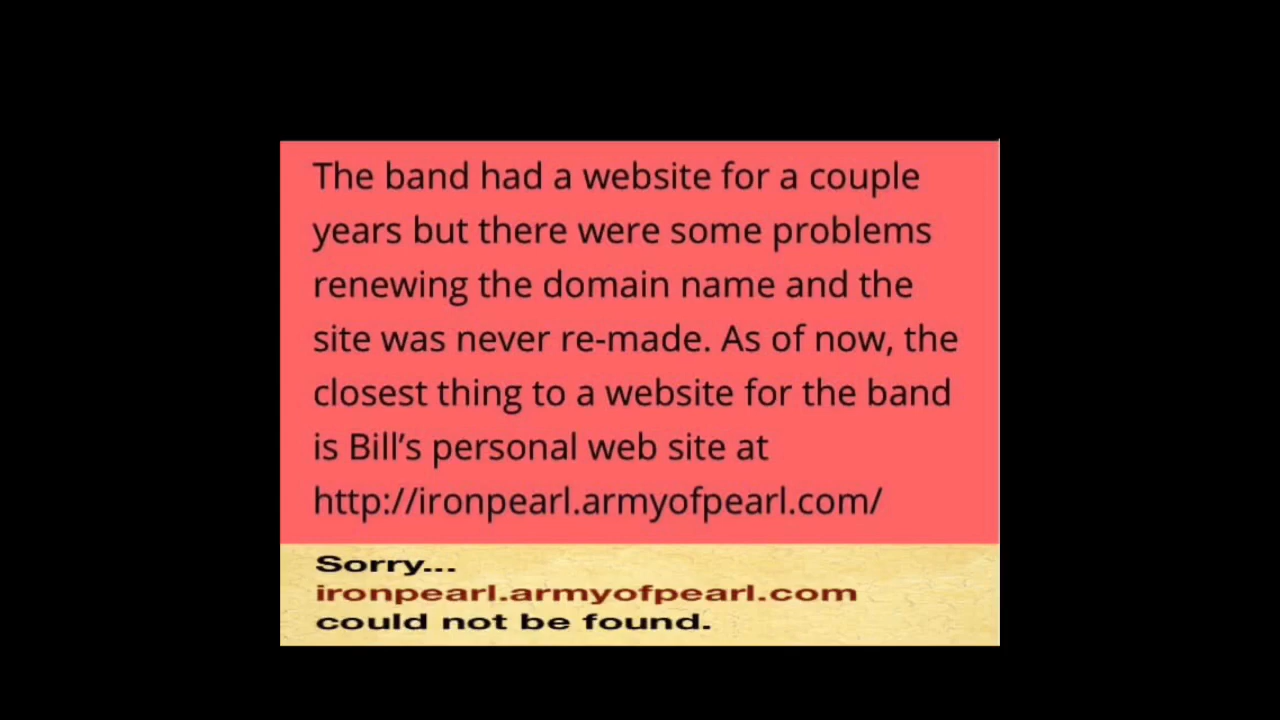 The band had a website for a couple
years but there were some problems
renewing the domain name and the
site was never re-made. As of now, the
closest thing to a website for the band
is Bill’s personal web site at
http://ironpearl.armyofpearl.com/
Sorry...
ironpearl.armyofpearl.com
could not be found.